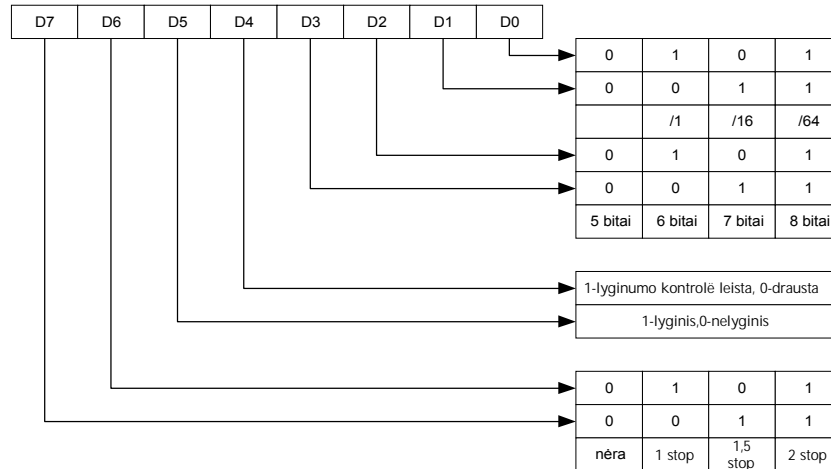 D7 D6 D5 D4 D3 D2 D1 D0
0 1 0 1
0 0 1 1
/1 /16 /64
0 1 0 1
0 0 1 1
5 bitai 6 bitai 7 bitai 8 bitai
1-lyginumo kontrolë leista, 0-drausta
1-lyginis,0-nelyginis
0 1 0 1
0 0 1 1
nėra 1 stop 1,5 stop 2 stop